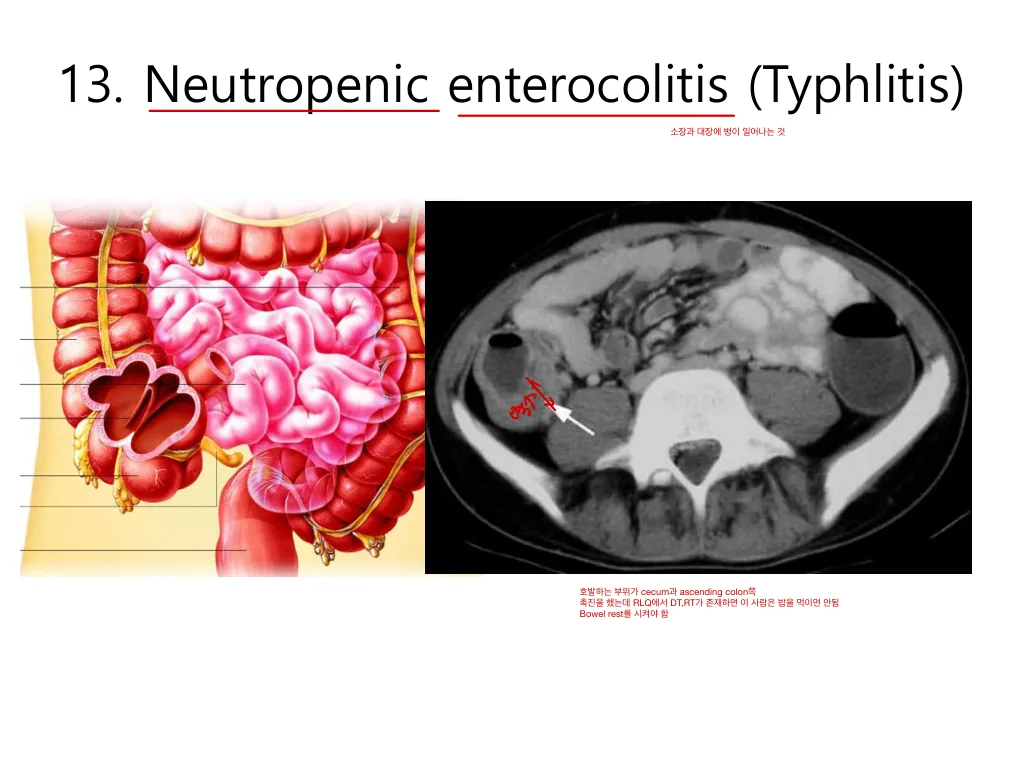 13. Neutropenic enterocolitis (Typhlitis)
소장과 대장에 병이 일어나는 것
호발하는 부위가 cecum과 ascending colon쪽
촉진을 했는데 RLQ에서 DT,RT가 존재하면 이 사람은 밥을 먹이면 안됨
Bowel rest를 시켜야 함